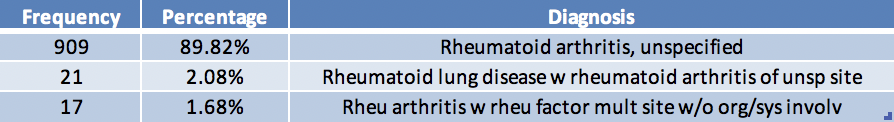 Frequency Percentage Diagnosis
909 89.82% Rheumatoid arthritis, unspecified
21 2.08% Rheumatoid lung disease w rheumatoid arthritis of unsp site
17 1.68% Rheu arthritis w rheu factor mult site w/o org/sys involv